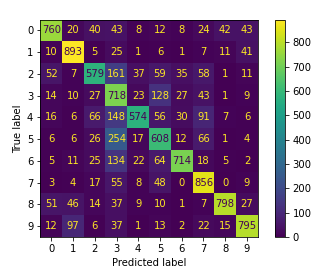 0 760 20 40 43 8 12 8 24 42 43
1 10 893 5 25 1 6 1 7 11 41
2 52 7 579 161 37 59 35 58 1 11
3 14 10 27 718 23 128 27 43 1 9
4 16 6 66 148 574 56 30 91 7 6
5 6 6 26 254 17 608 12 66 1 4
6 5 11 25 134 22 64 714 18 5 2
7 3 4 17 55 8 48 0 856 0 9
8 51 46 14 37 9 10 1 7 798 27
9 12 97 6 37 1 13 2 22 15 795
0 1 2 3 4 5 6 7 8 9
Predicted label
True label
800
700
600
500
400
300
200
100
0